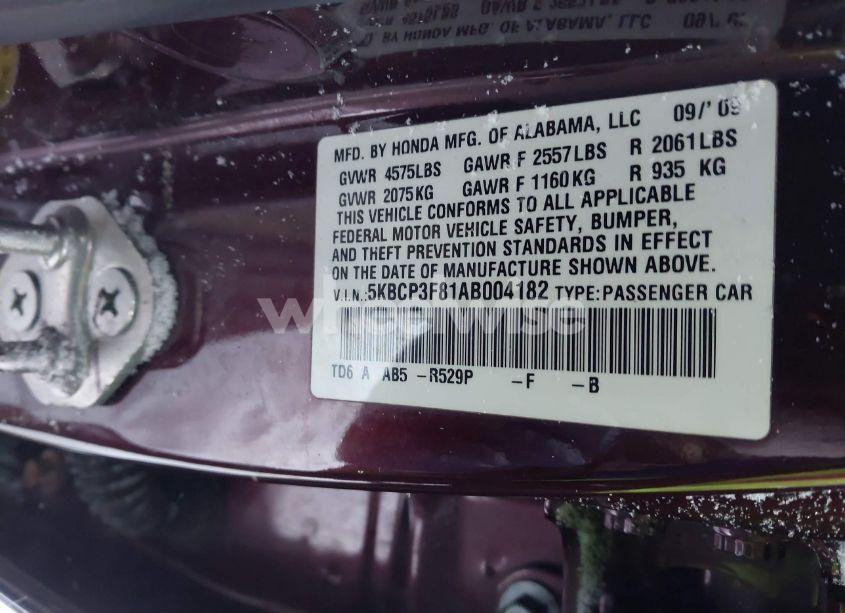 MFD. BY HONDA MFG. OF ALABAMA, LLC 09/'09
GVWR 4575LBS GAWR F 2557LBS R 2061LBS
GVWR 2075KG GAWR F 1160KG R 935 KG
THIS VEHICLE CONFORMS TO ALL APPLICABLE
FEDERAL MOTOR VEHICLE SAFETY, BUMPER,
AND THEFT PREVENTION STANDARDS IN EFFECT
ON THE DATE OF MANUFACTURE SHOWN ABOVE.
V.I.N.:5KBCP3F81AB004182 TYPE:PASSENGER CAR
wheelwise
TD6 A AB5 -R529P -F -B